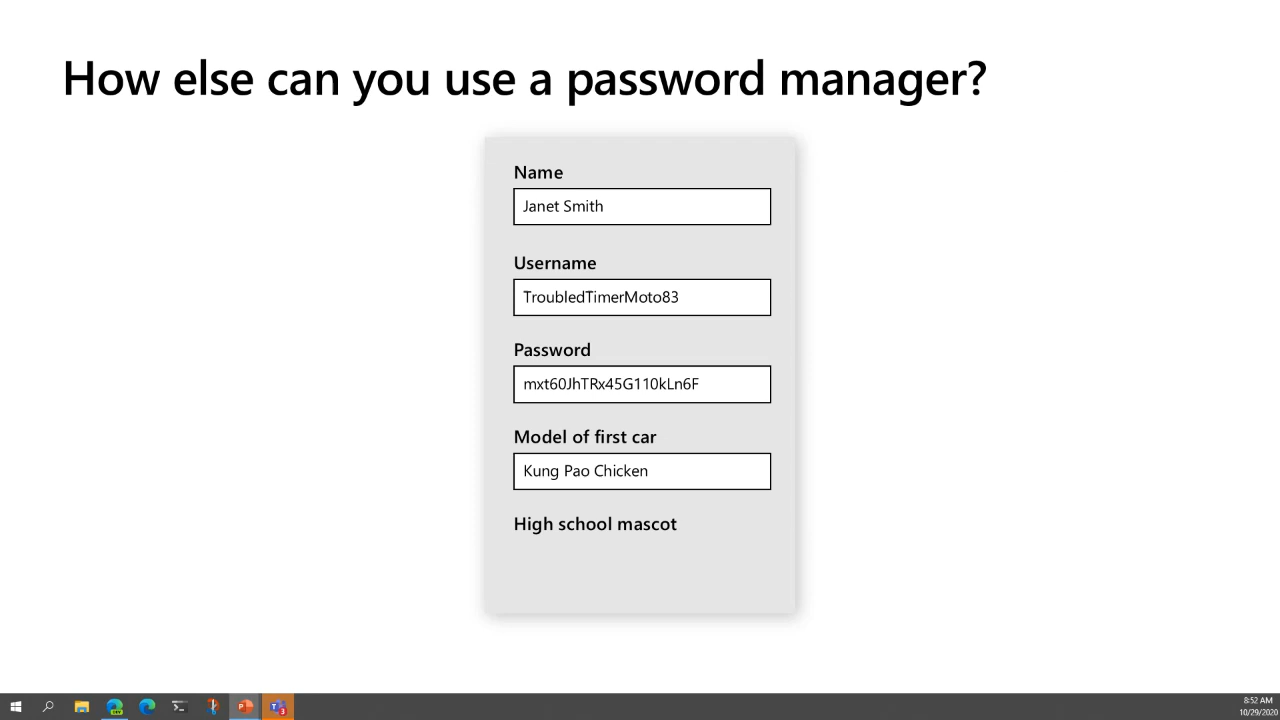 How else can you use a password manager?
Name
Janet Smith
Username
TroubledTimerMoto83
Password
mxt60JhTRx45G110kLn6F
Model of first car
Kung Pao Chicken
High school mascot
8:52 AM
10/29/2020